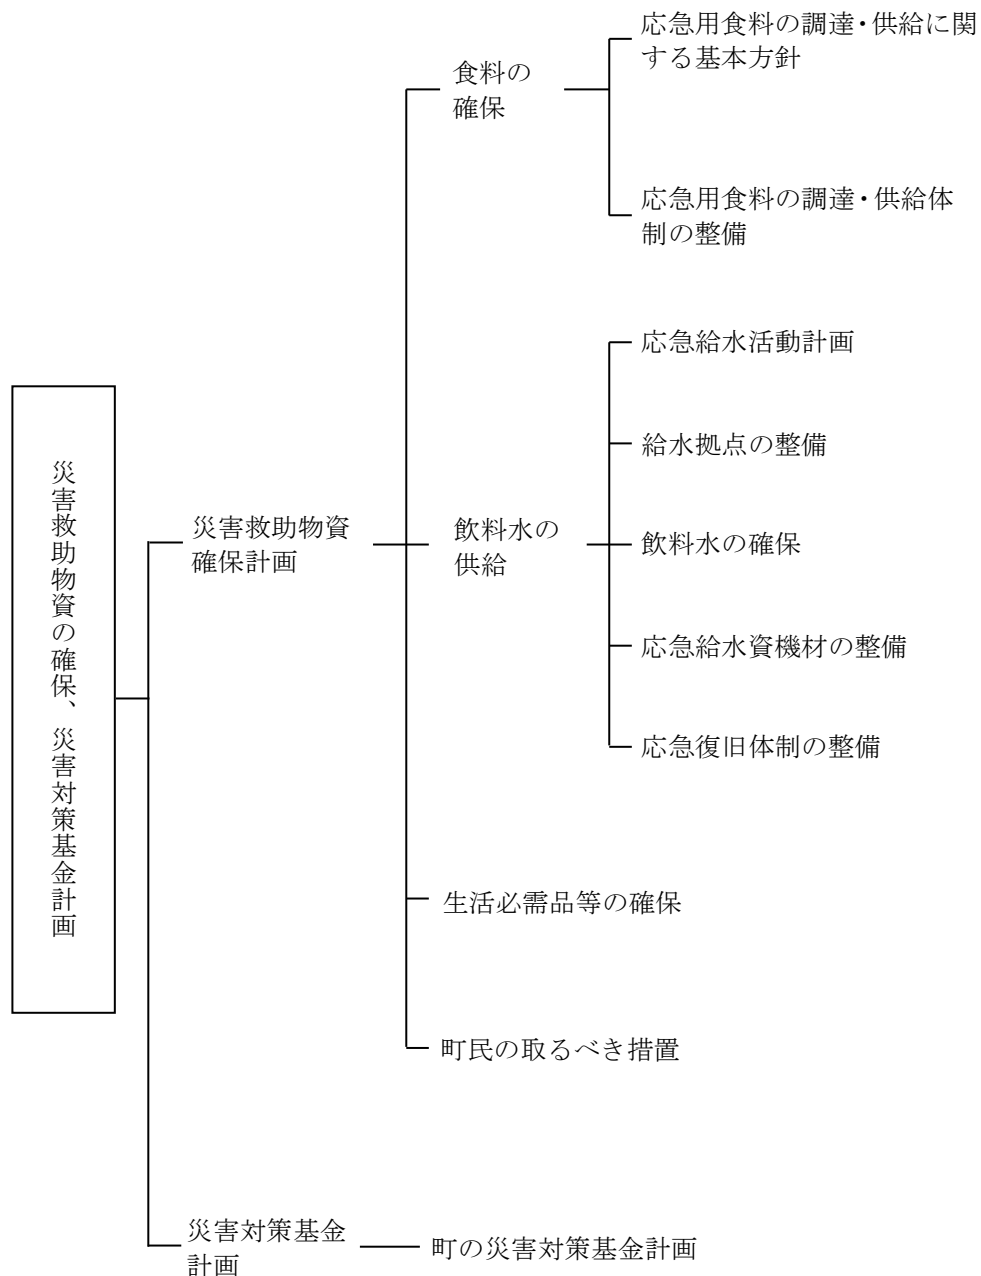 災害救助物資の確保、災害対策基金計画
災害救助物資
確保計画
食料の
確保
応急用食料の調達・供給に関
する基本方針
応急用食料の調達・供給体
制の整備
飲料水の
供給
応急給水活動計画
給水拠点の整備
飲料水の確保
応急給水資機材の整備
応急復旧体制の整備
生活必需品等の確保
町民の取るべき措置
災害対策基金
計画
町の災害対策基金計画